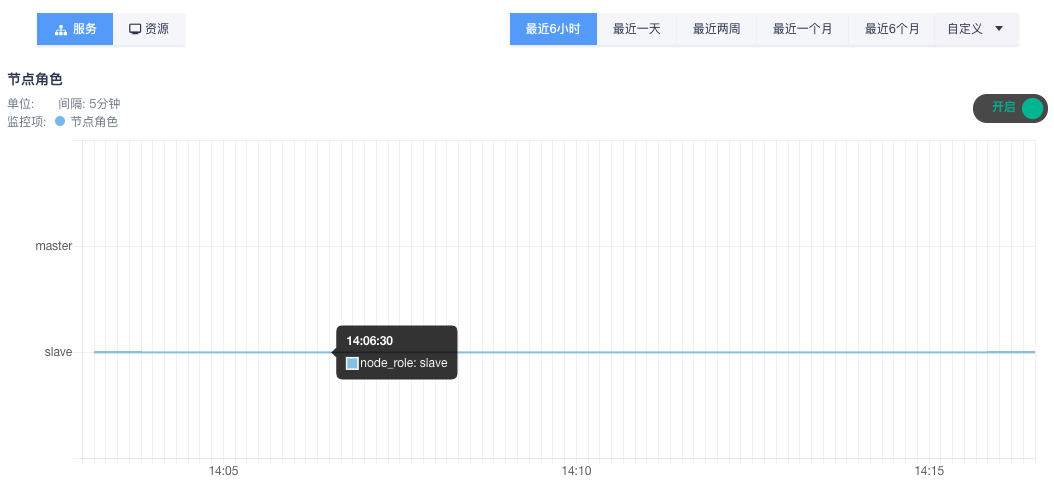 服务 资源 最近6小时 最近一天 最近两周 最近一个月 最近6个月 自定义
节点角色
单位: 间隔: 5分钟
开启
监控项: 节点角色
master
14:06:30
slave
node_role: slave
14:05 14:10 14:15